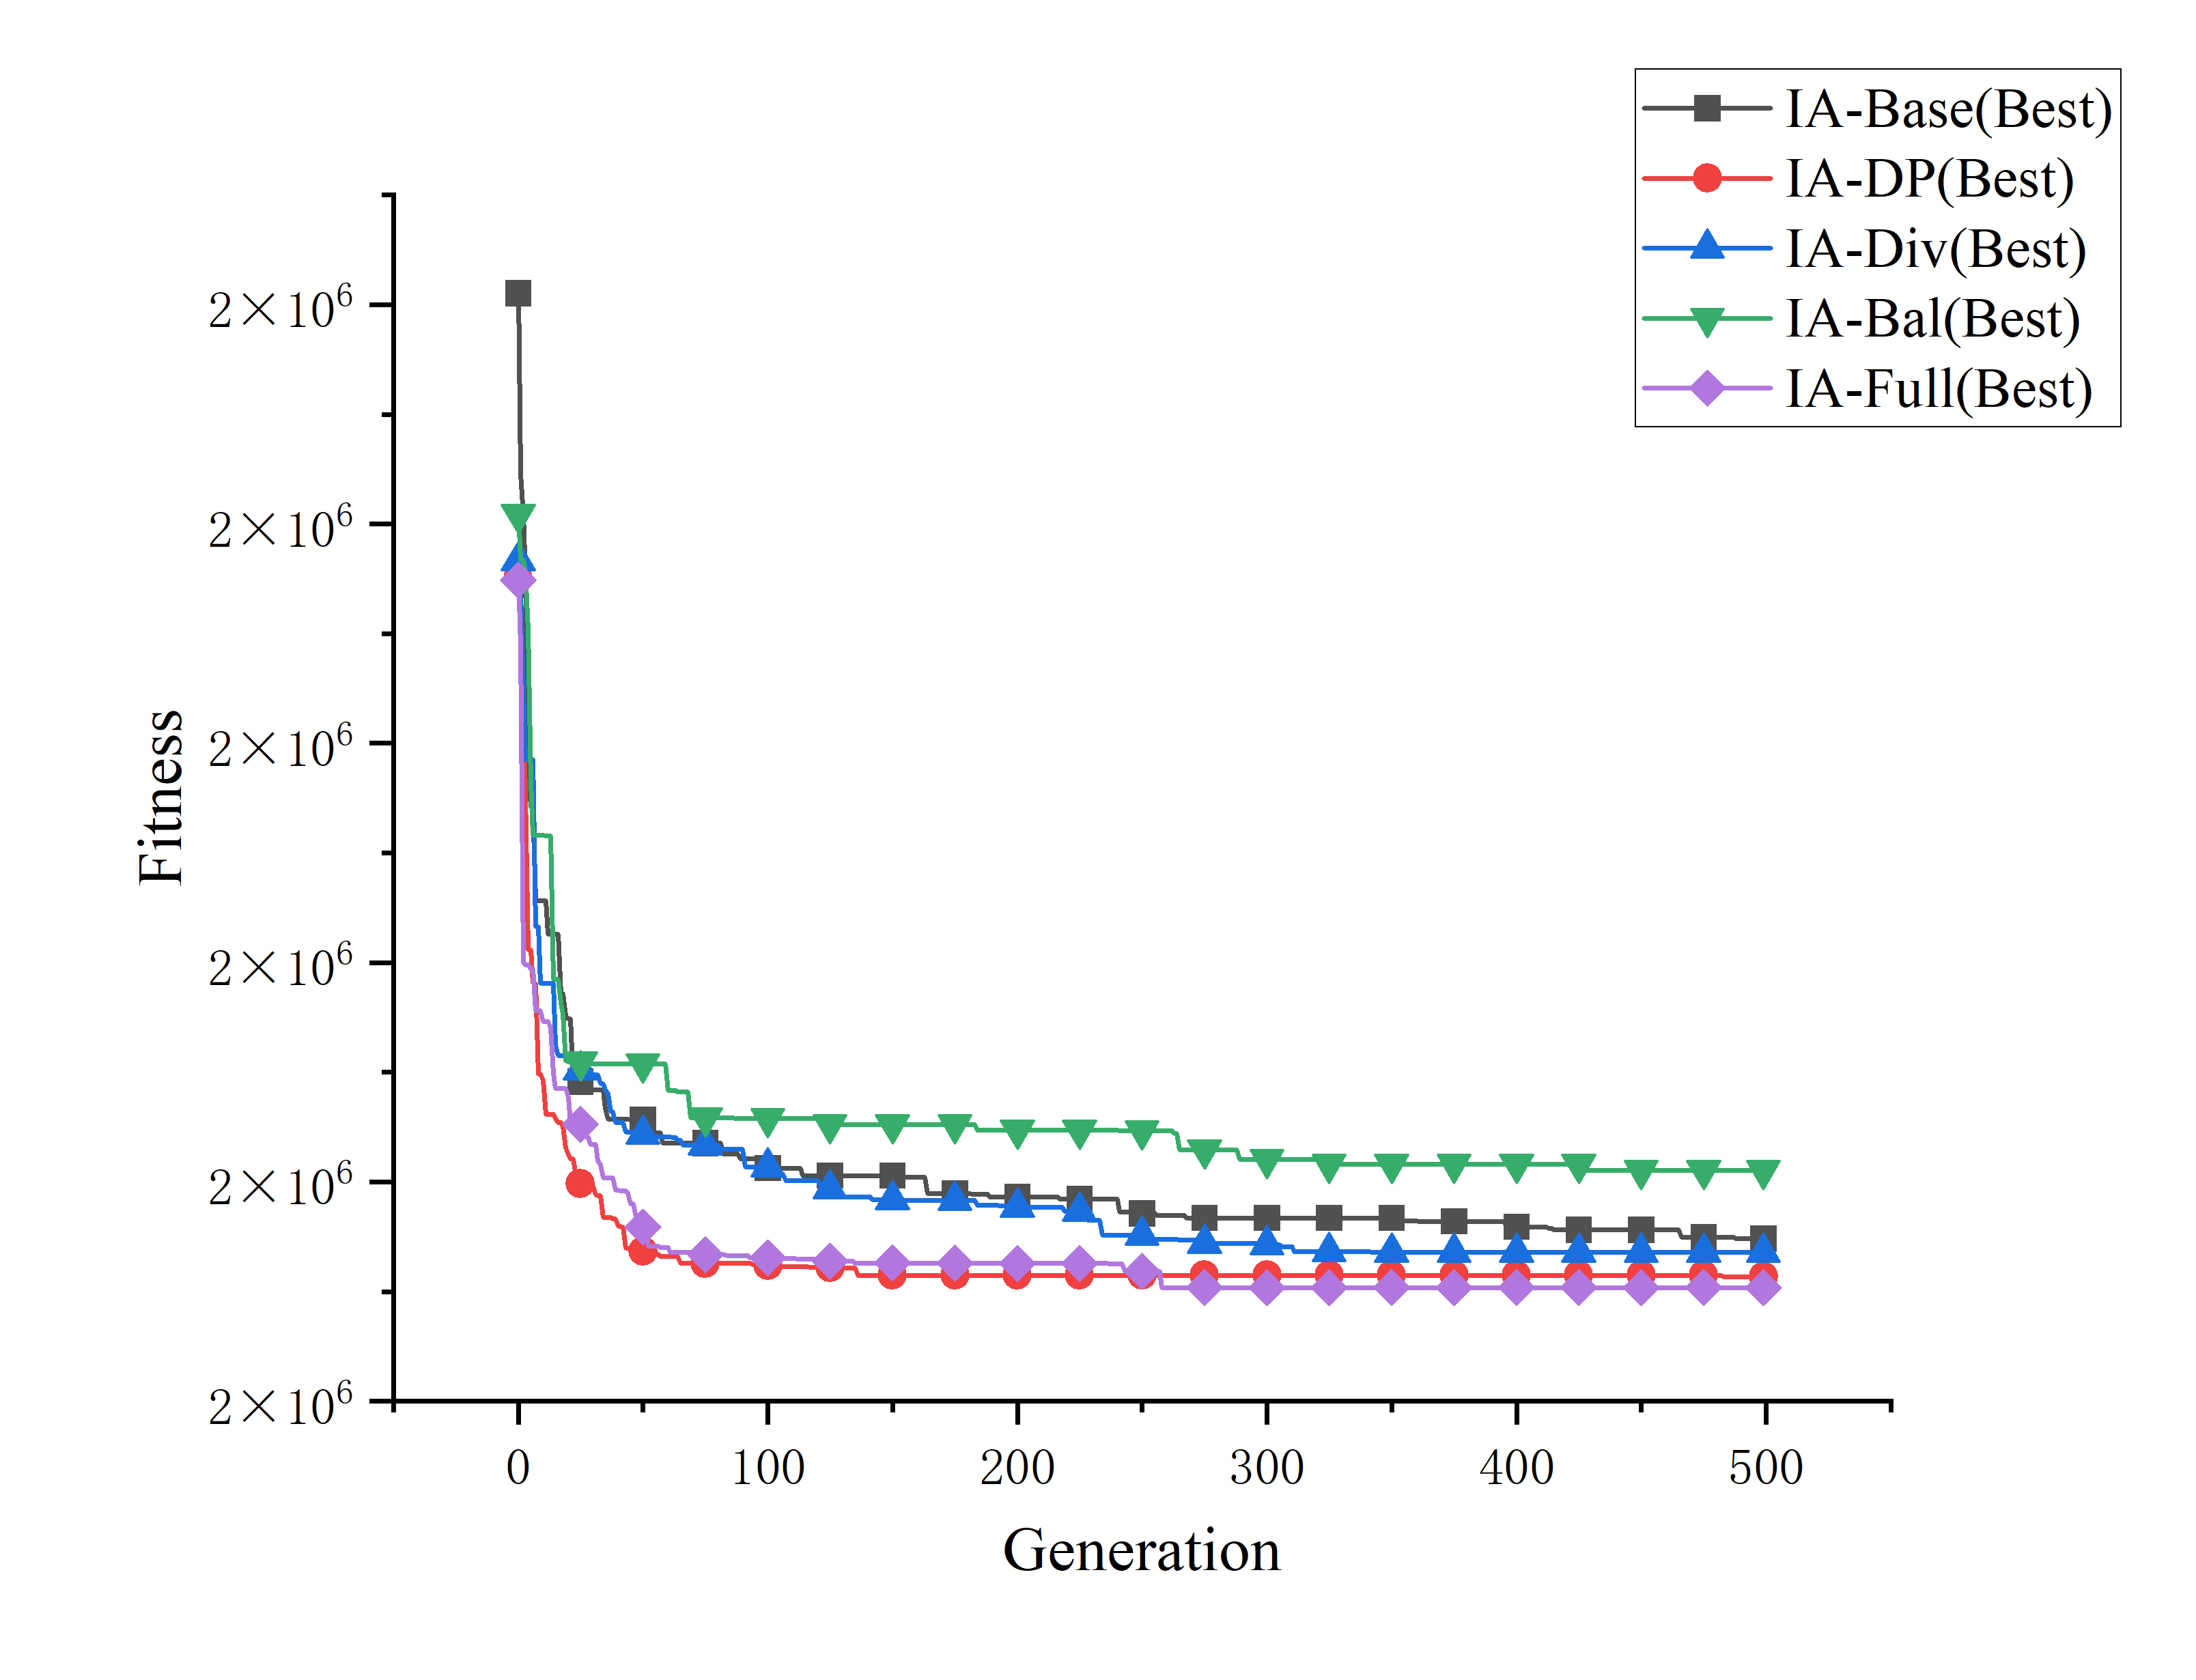 IA-Base(Best)
IA-DP(Best)
IA-Div(Best)
IA-Bal(Best)
IA-Full(Best)
Fitness
2×10⁶
2×10⁶
2×10⁶
2×10⁶
2×10⁶
2×10⁶
0 100 200 300 400 500
Generation